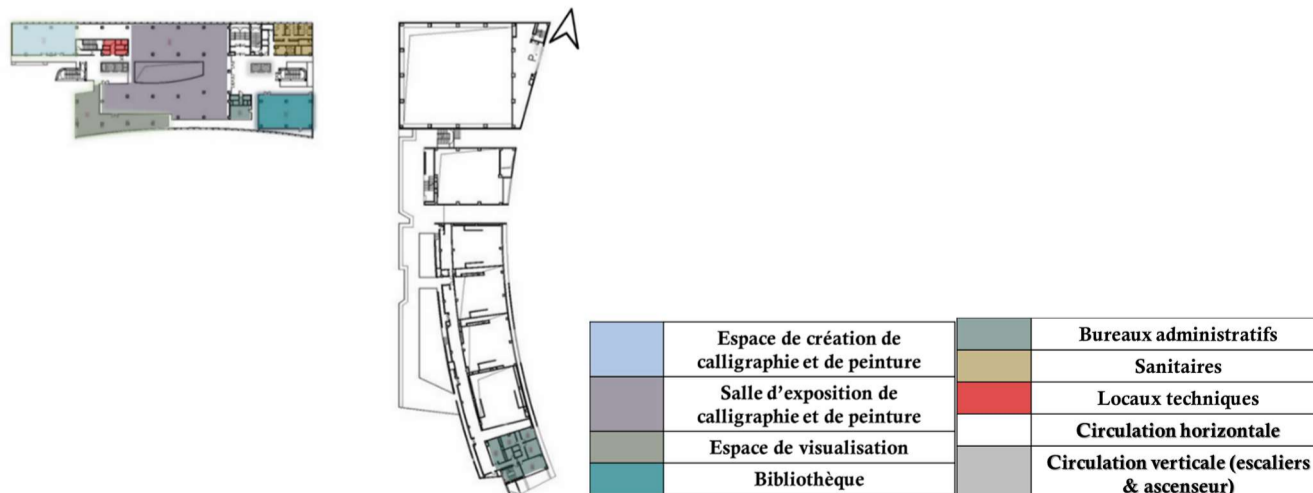 Espace de création de
calligraphie et de peinture
Salle d’exposition de
calligraphie et de peinture
Espace de visualisation
Bibliothèque
Bureaux administratifs
Sanitaires
Locaux techniques
Circulation horizontale
Circulation verticale (escaliers
& ascenseur)